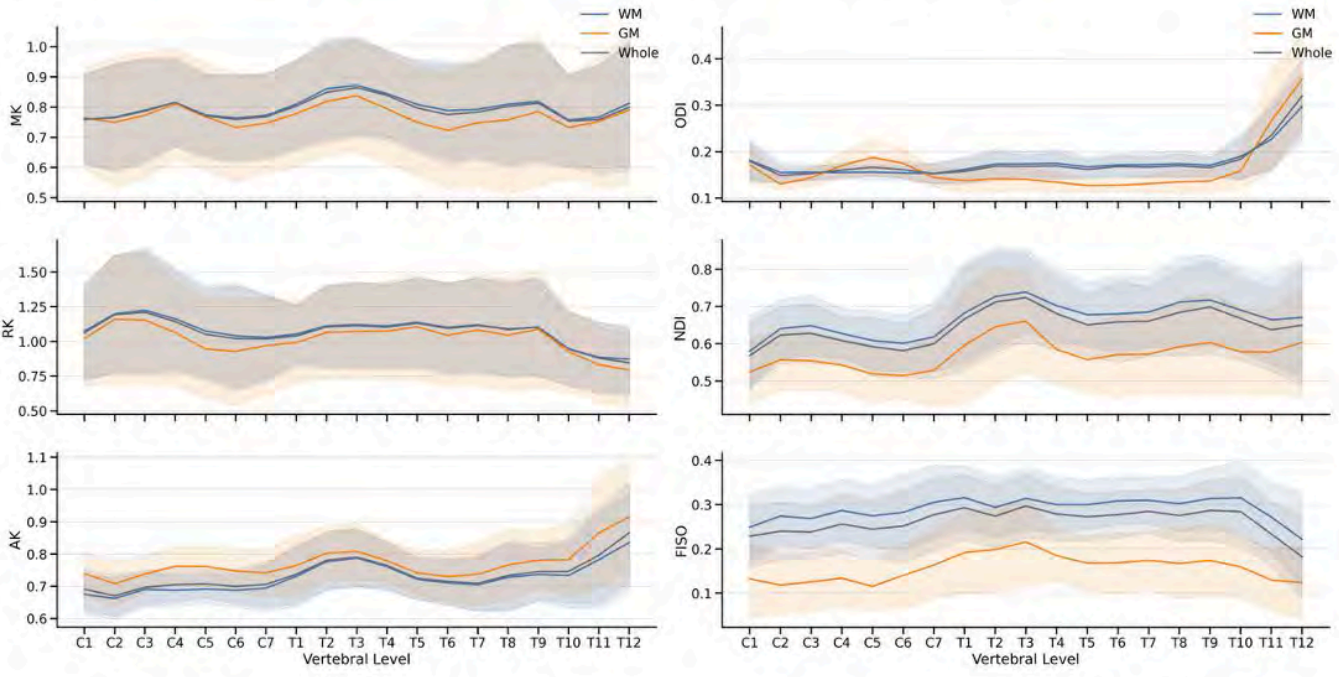 WM
GM
Whole
MK
1.0
0.9
0.8
0.7
0.6
0.5
WM
GM
Whole
ODI
0.4
0.3
0.2
0.1
RK
1.50
1.25
1.00
0.75
0.50
NDI
0.8
0.7
0.6
0.5
AK
1.1
1.0
0.9
0.8
0.7
0.6
C1 C2 C3 C4 C5 C6 C7 T1 T2 T3 T4 T5 T6 T7 T8 T9 T10 T11 T12
Vertebral Level
FISO
0.4
0.3
0.2
0.1
C1 C2 C3 C4 C5 C6 C7 T1 T2 T3 T4 T5 T6 T7 T8 T9 T10 T11 T12
Vertebral Level